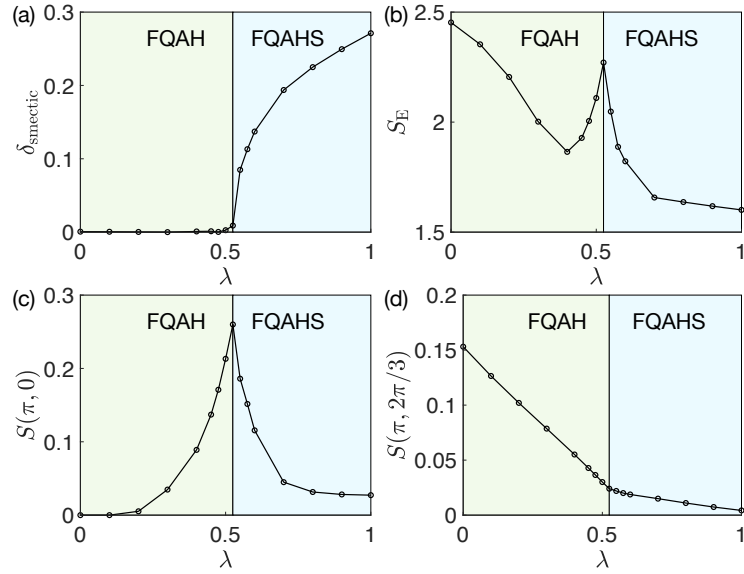 (a)
FQAH
FQAHS
δsmectic
0.3
0.2
0.1
0
0
0.5
1
λ
(b)
FQAH
FQAHS
SE
2.5
2
1.5
0
0.5
1
λ
(c)
FQAH
FQAHS
S(π, 0)
0.3
0.2
0.1
0
0
0.5
1
λ
(d)
FQAH
FQAHS
S(π, 2π/3)
0.2
0.15
0.1
0.05
0
0
0.5
1
λ